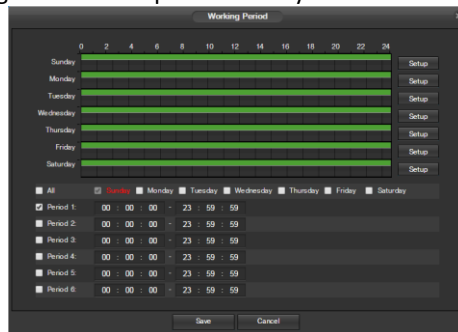 Working Period
0 2 4 6 8 10 12 14 16 18 20 22 24
Sunday Setup
Monday Setup
Tuesday Setup
Wednesday Setup
Thursday Setup
Friday Setup
Saturday Setup
All Sunday Monday Tuesday Wednesday Thursday Friday Saturday
Period 1: 00 : 00 : 00 - 23 : 59 : 59
Period 2: 00 : 00 : 00 - 23 : 59 : 59
Period 3: 00 : 00 : 00 - 23 : 59 : 59
Period 4: 00 : 00 : 00 - 23 : 59 : 59
Period 5: 00 : 00 : 00 - 23 : 59 : 59
Period 6: 00 : 00 : 00 - 23 : 59 : 59
Save Cancel